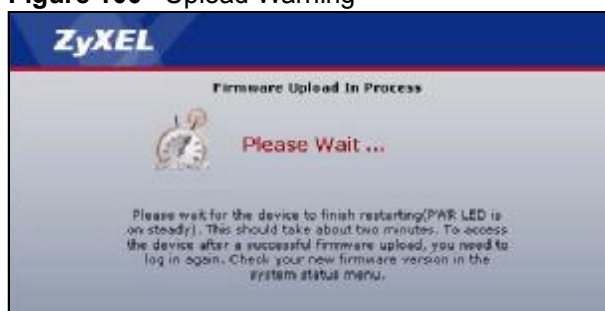 Figure Upload Warning
ZyXEL
Firmware Upload In Process
Please Wait ...
Please wait for the device to finish restarting(PWR LED is
on steady). This should take about two minutes. To access
the device after a successful firmware upload, you need to
log in again. Check your new firmware version in the
system status menu.